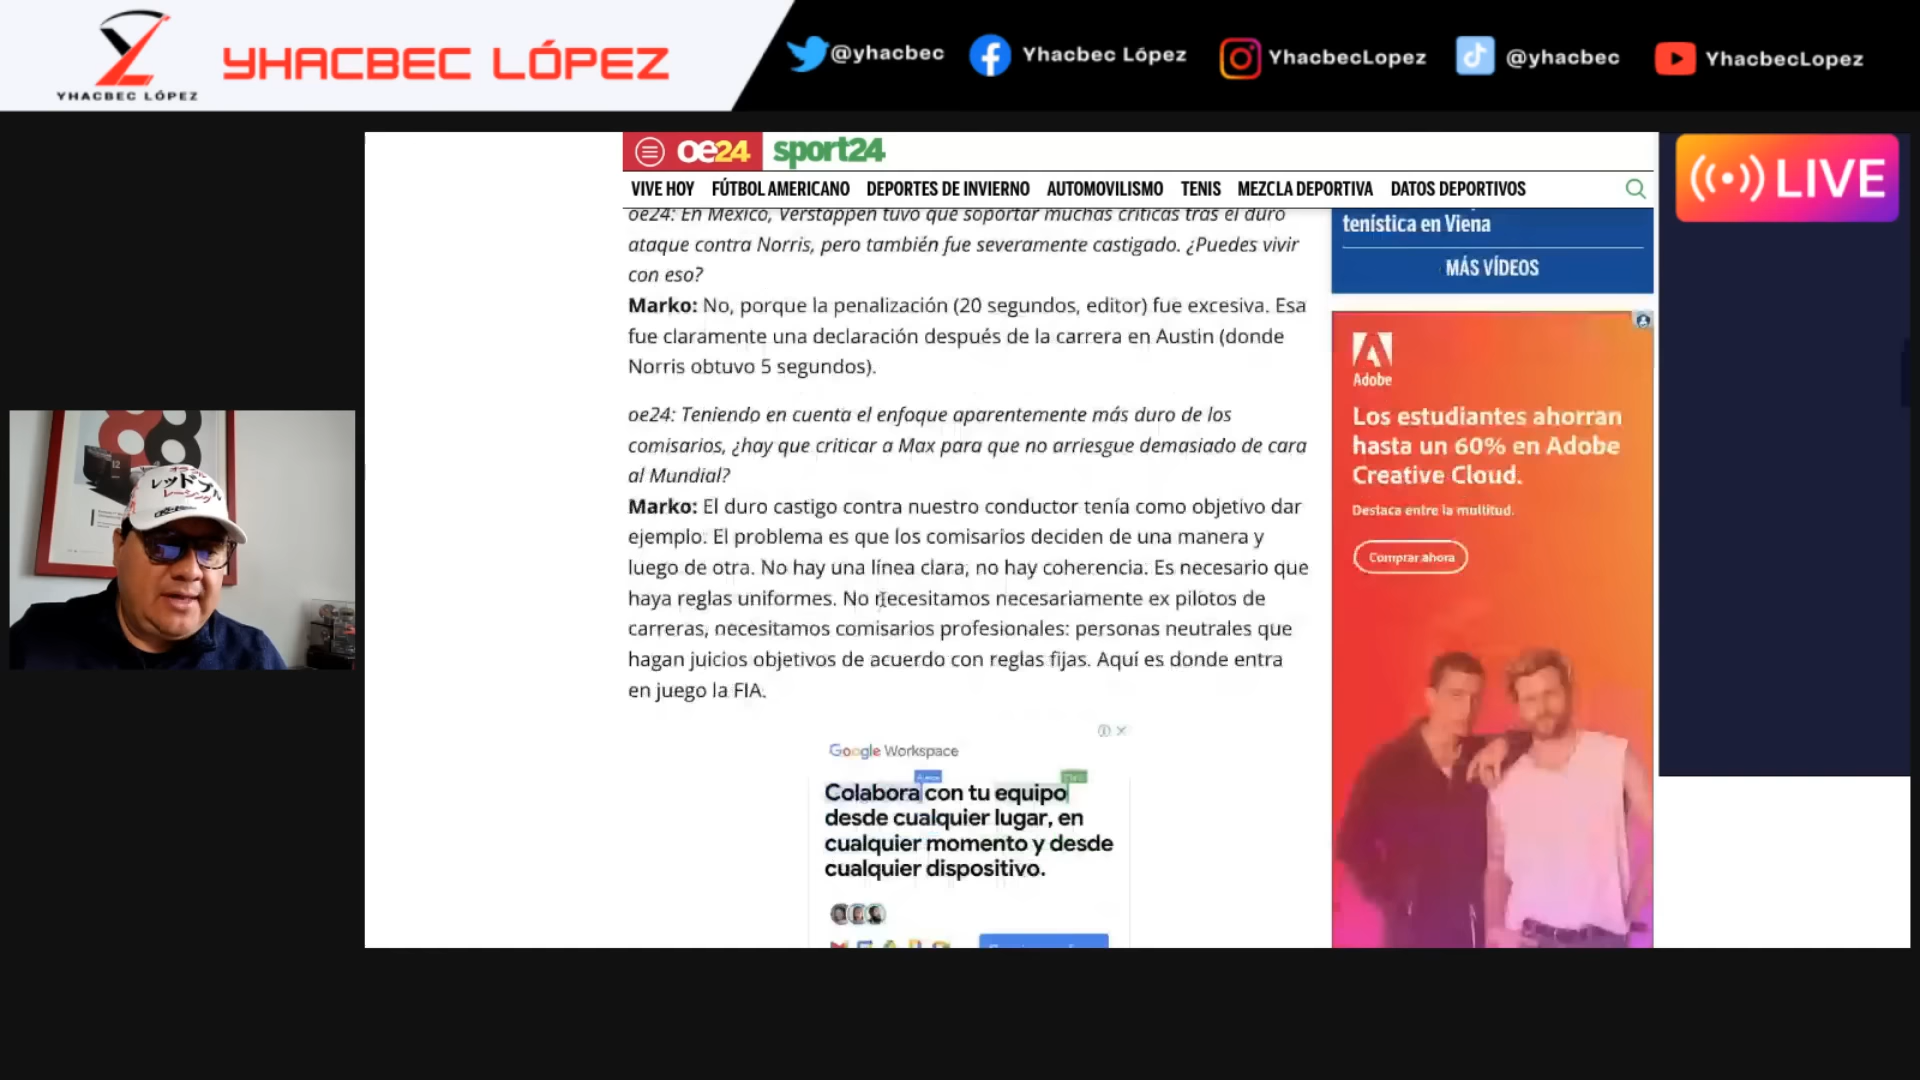 YHACBEC LÓPEZ
YHACBEC LÓPEZ
@yhacbec
Yhacbec López
YhacbecLopez
@yhacbec
YhacbecLopez
oe24 sport24
LIVE
VIVE HOY FÚTBOL AMERICANO DEPORTES DE INVIERNO AUTOMOVILISMO TENIS MEZCLA DEPORTIVA DATOS DEPORTIVOS
oe24: En México, Verstappen tuvo que soportar muchas críticas tras el duro
ataque contra Norris, pero también fue severamente castigado. ¿Puedes vivir
con eso?
Marko: No, porque la penalización (20 segundos, editor) fue excesiva. Esa
fue claramente una declaración después de la carrera en Austin (donde
Norris obtuvo 5 segundos).
oe24: Teniendo en cuenta el enfoque aparentemente más duro de los
comisarios, ¿hay que criticar a Max para que no arriesgue demasiado de cara
al Mundial?
Marko: El duro castigo contra nuestro conductor tenía como objetivo dar
ejemplo. El problema es que los comisarios deciden de una manera y
luego de otra. No hay una línea clara, no hay coherencia. Es necesario que
haya reglas uniformes. No necesitamos necesariamente ex pilotos de
carreras, necesitamos comisarios profesionales: personas neutrales que
hagan juicios objetivos de acuerdo con reglas fijas. Aquí es donde entra
en juego la FIA.
tenística en Viena
MÁS VÍDEOS
Adobe
Los estudiantes ahorran
hasta un 60% en Adobe
Creative Cloud.
Destaca entre la multitud.
Comprar ahora
Google Workspace
Colabora con tu equipo
desde cualquier lugar, en
cualquier momento y desde
cualquier dispositivo.
レッドブル
レーシング